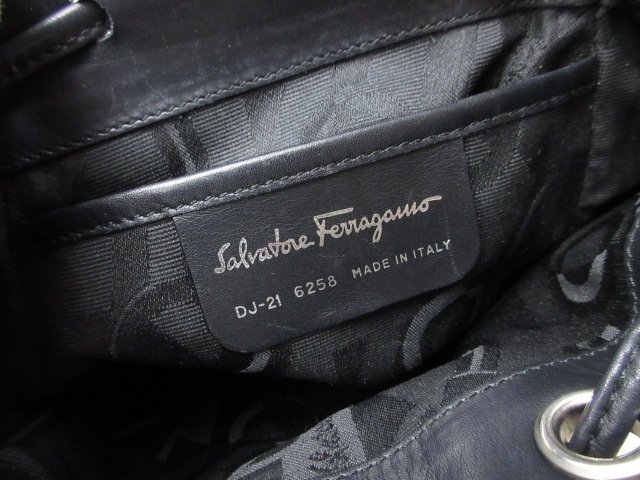 Salvatore Ferragamo
DJ-21 6258 MADE IN ITALY